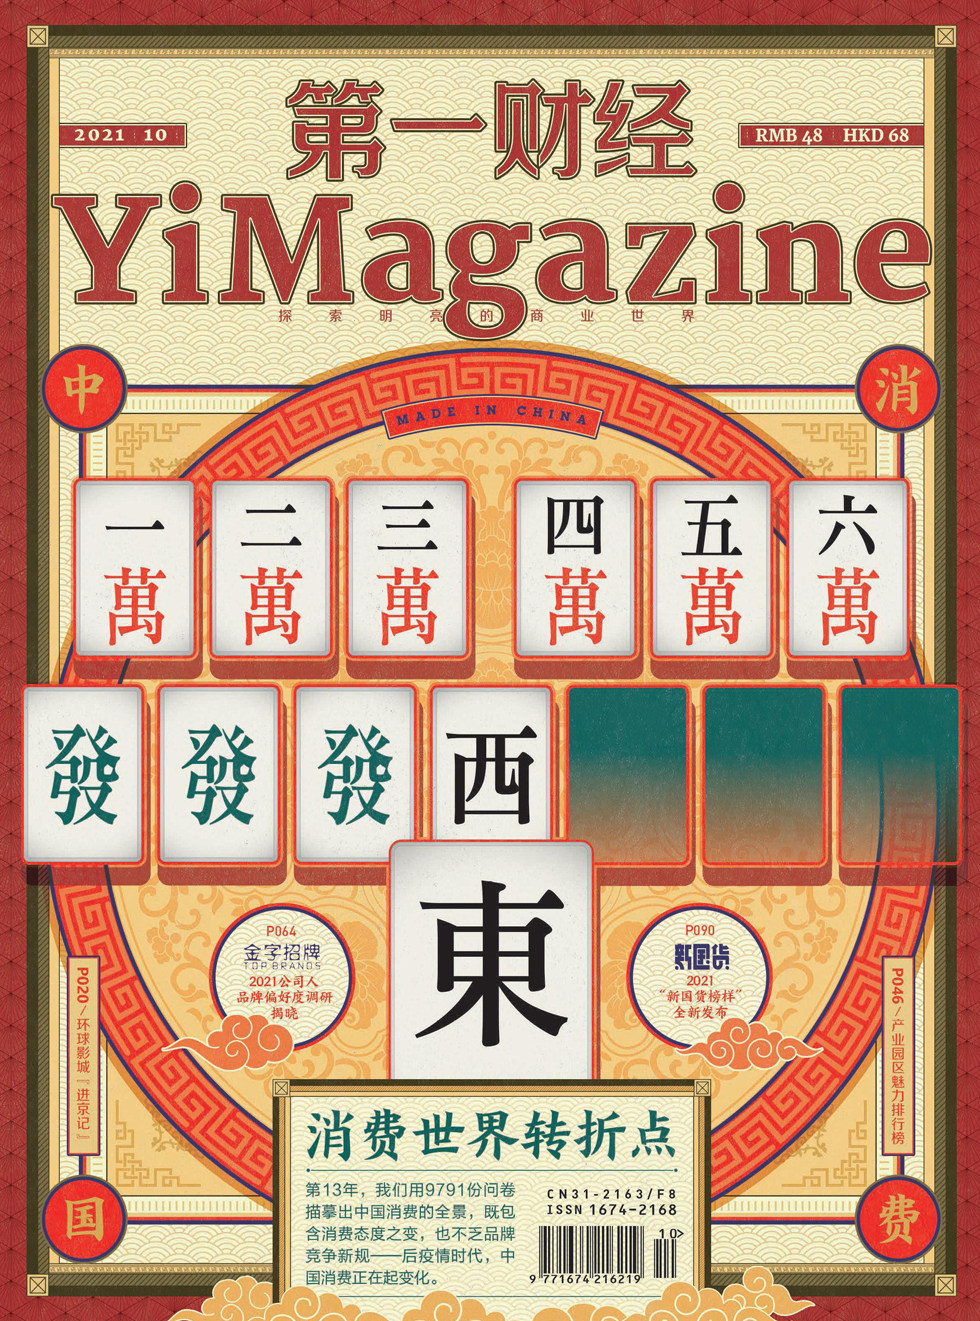 第一财经
2021 10
RMB 48 HKD 68
YiMagazine
探索明亮的商业世界
中
消
MADE IN CHINA
一萬
二萬
三萬
四萬
五萬
六萬
發
發
發
西
東
P064
金字招牌
TOP BRANDS
2021公司人
品牌偏好度调研
揭晓
P090
新国货
2021
“新国货榜样”
全新发布
P020/环球影城『进京记』
P046/产业园区魅力排行榜
国
费
消费世界转折点
第13年，我们用9791份问卷
描摹出中国消费的全景，既包
含消费态度之变，也不乏品牌
竞争新规——后疫情时代，中
国消费正在起变化。
CN31-2163/F8
ISSN 1674-2168
10>
9 771674 216219